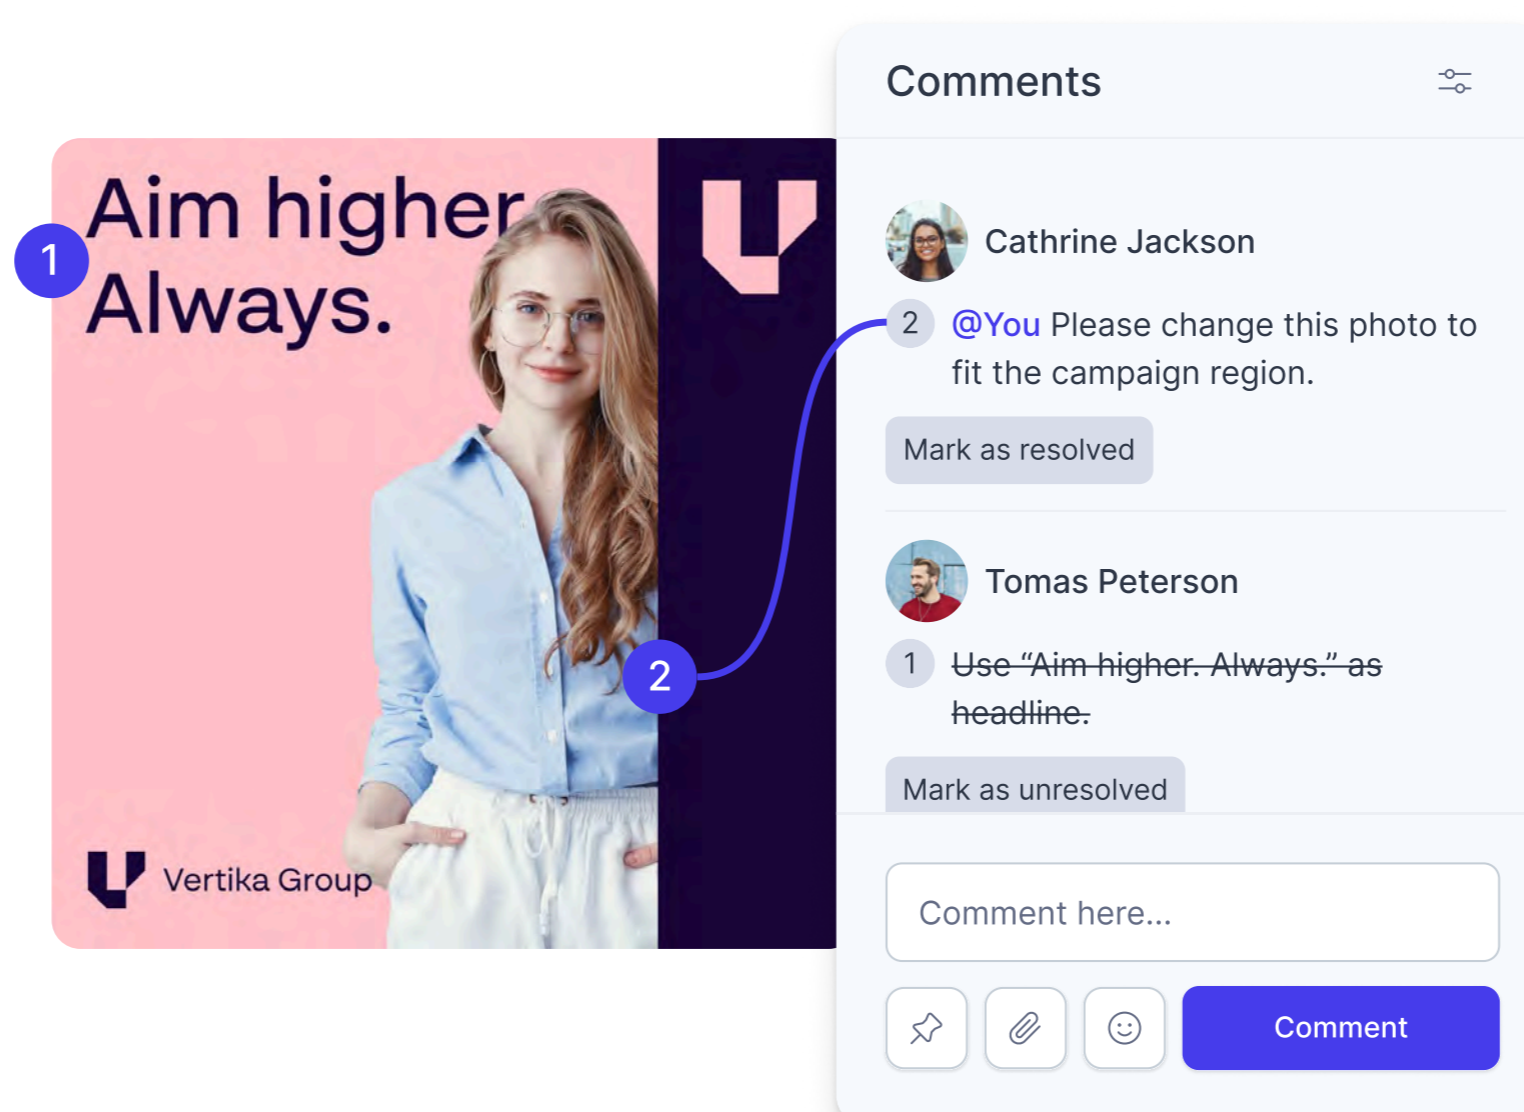 Aim higher
Always.
1
2
Vertika Group
Comments
Cathrine Jackson
2 @You Please change this photo to
fit the campaign region.
Mark as resolved
Tomas Peterson
1 Use “Aim higher. Always.” as
headline.
Mark as unresolved
Comment here...
Comment